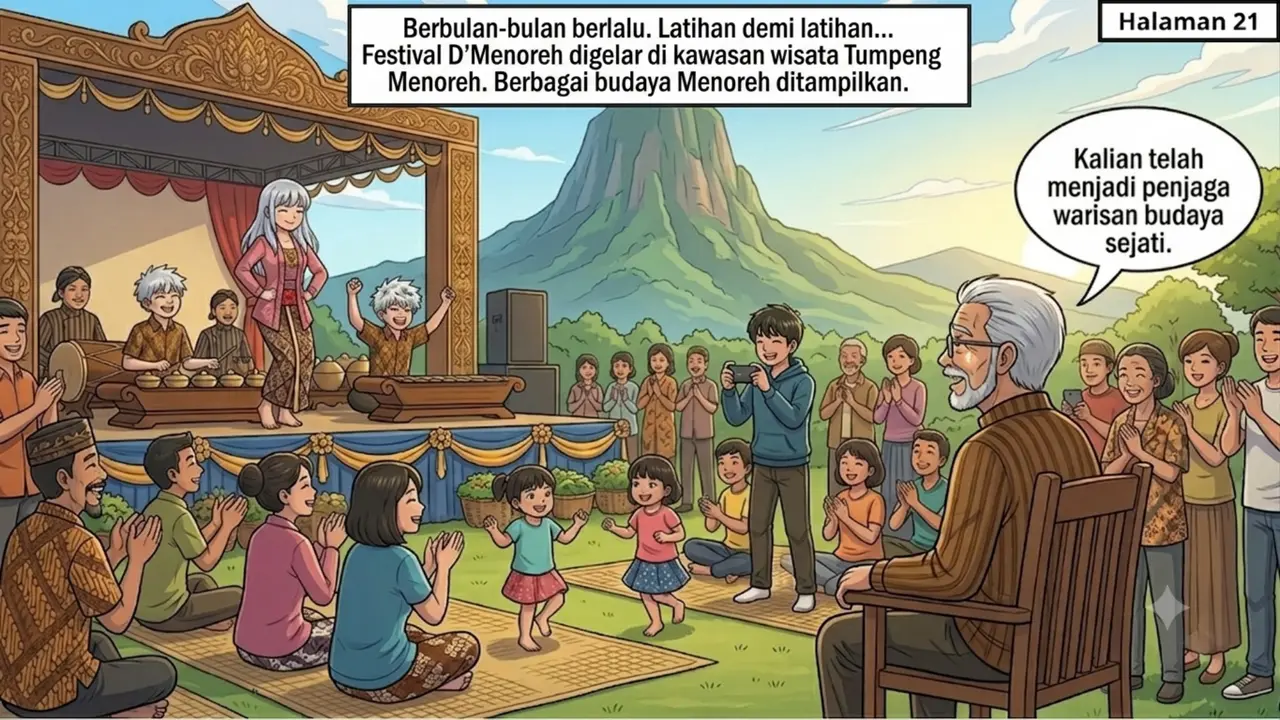 Berbulan-bulan berlalu. Latihan demi latihan...
Festival D'Menoreh digelar di kawasan wisata Tumpeng
Menoreh. Berbagai budaya Menoreh ditampilkan.
Halaman 21
Kalian telah
menjadi penjaga
warisan budaya
sejati.